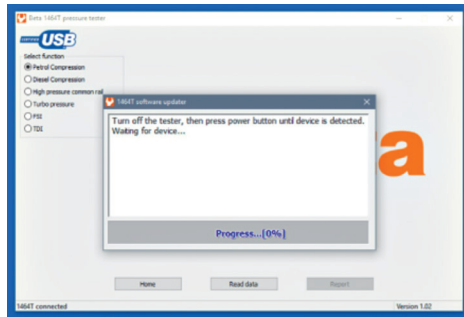 Beta 1464T pressure tester
USB
Select Function
Petrol Compression
Diesel Compression
High pressure common rail
Turbo pressure
FSI
TDI
1464T software updater
Turn off the tester, then press power button until device is detected.
Waiting for device...
a
Progress...[0%]
Home
Read data
Report
1464T connected
Version 1.02